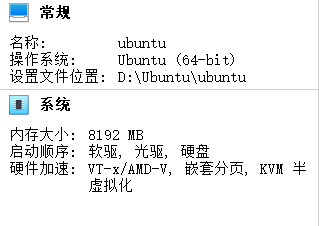 常规
名称: ubuntu
操作系统: Ubuntu (64-bit)
设置文件位置: D:\Ubuntu\ubuntu
系统
内存大小: 8192 MB
启动顺序: 软驱, 光驱, 硬盘
硬件加速: VT-x/AMD-V, 嵌套分页, KVM 半
虚拟化